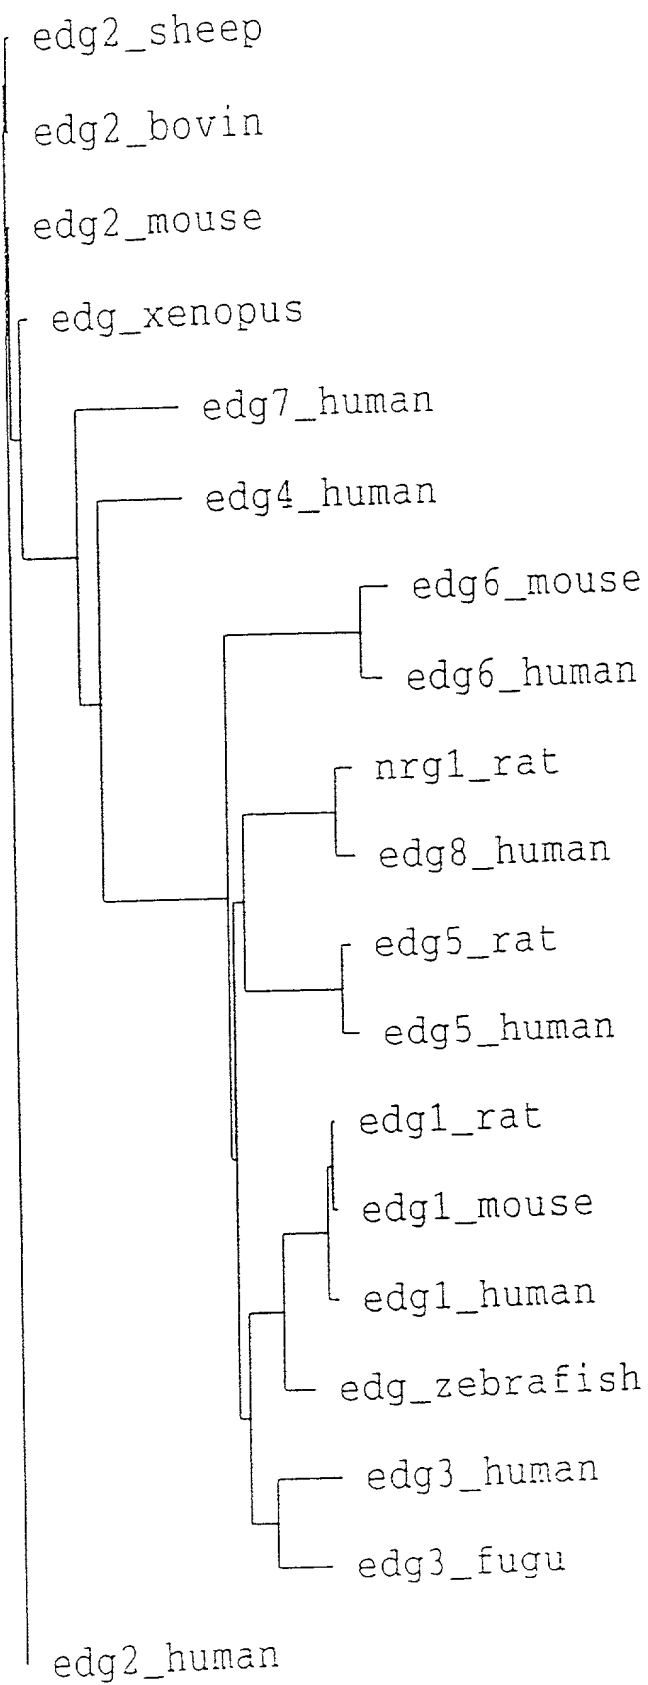 edg2_sheep
edg2_bovin
edg2_mouse
edg_xenopus
edg7_human
edg4_human
edg6_mouse
edg6_human
nrg1_rat
edg8_human
edg5_rat
edg5_human
edg1_rat
edg1_mouse
edg1_human
edg_zebrafish
edg3_human
edg3_fugu
edg2_human